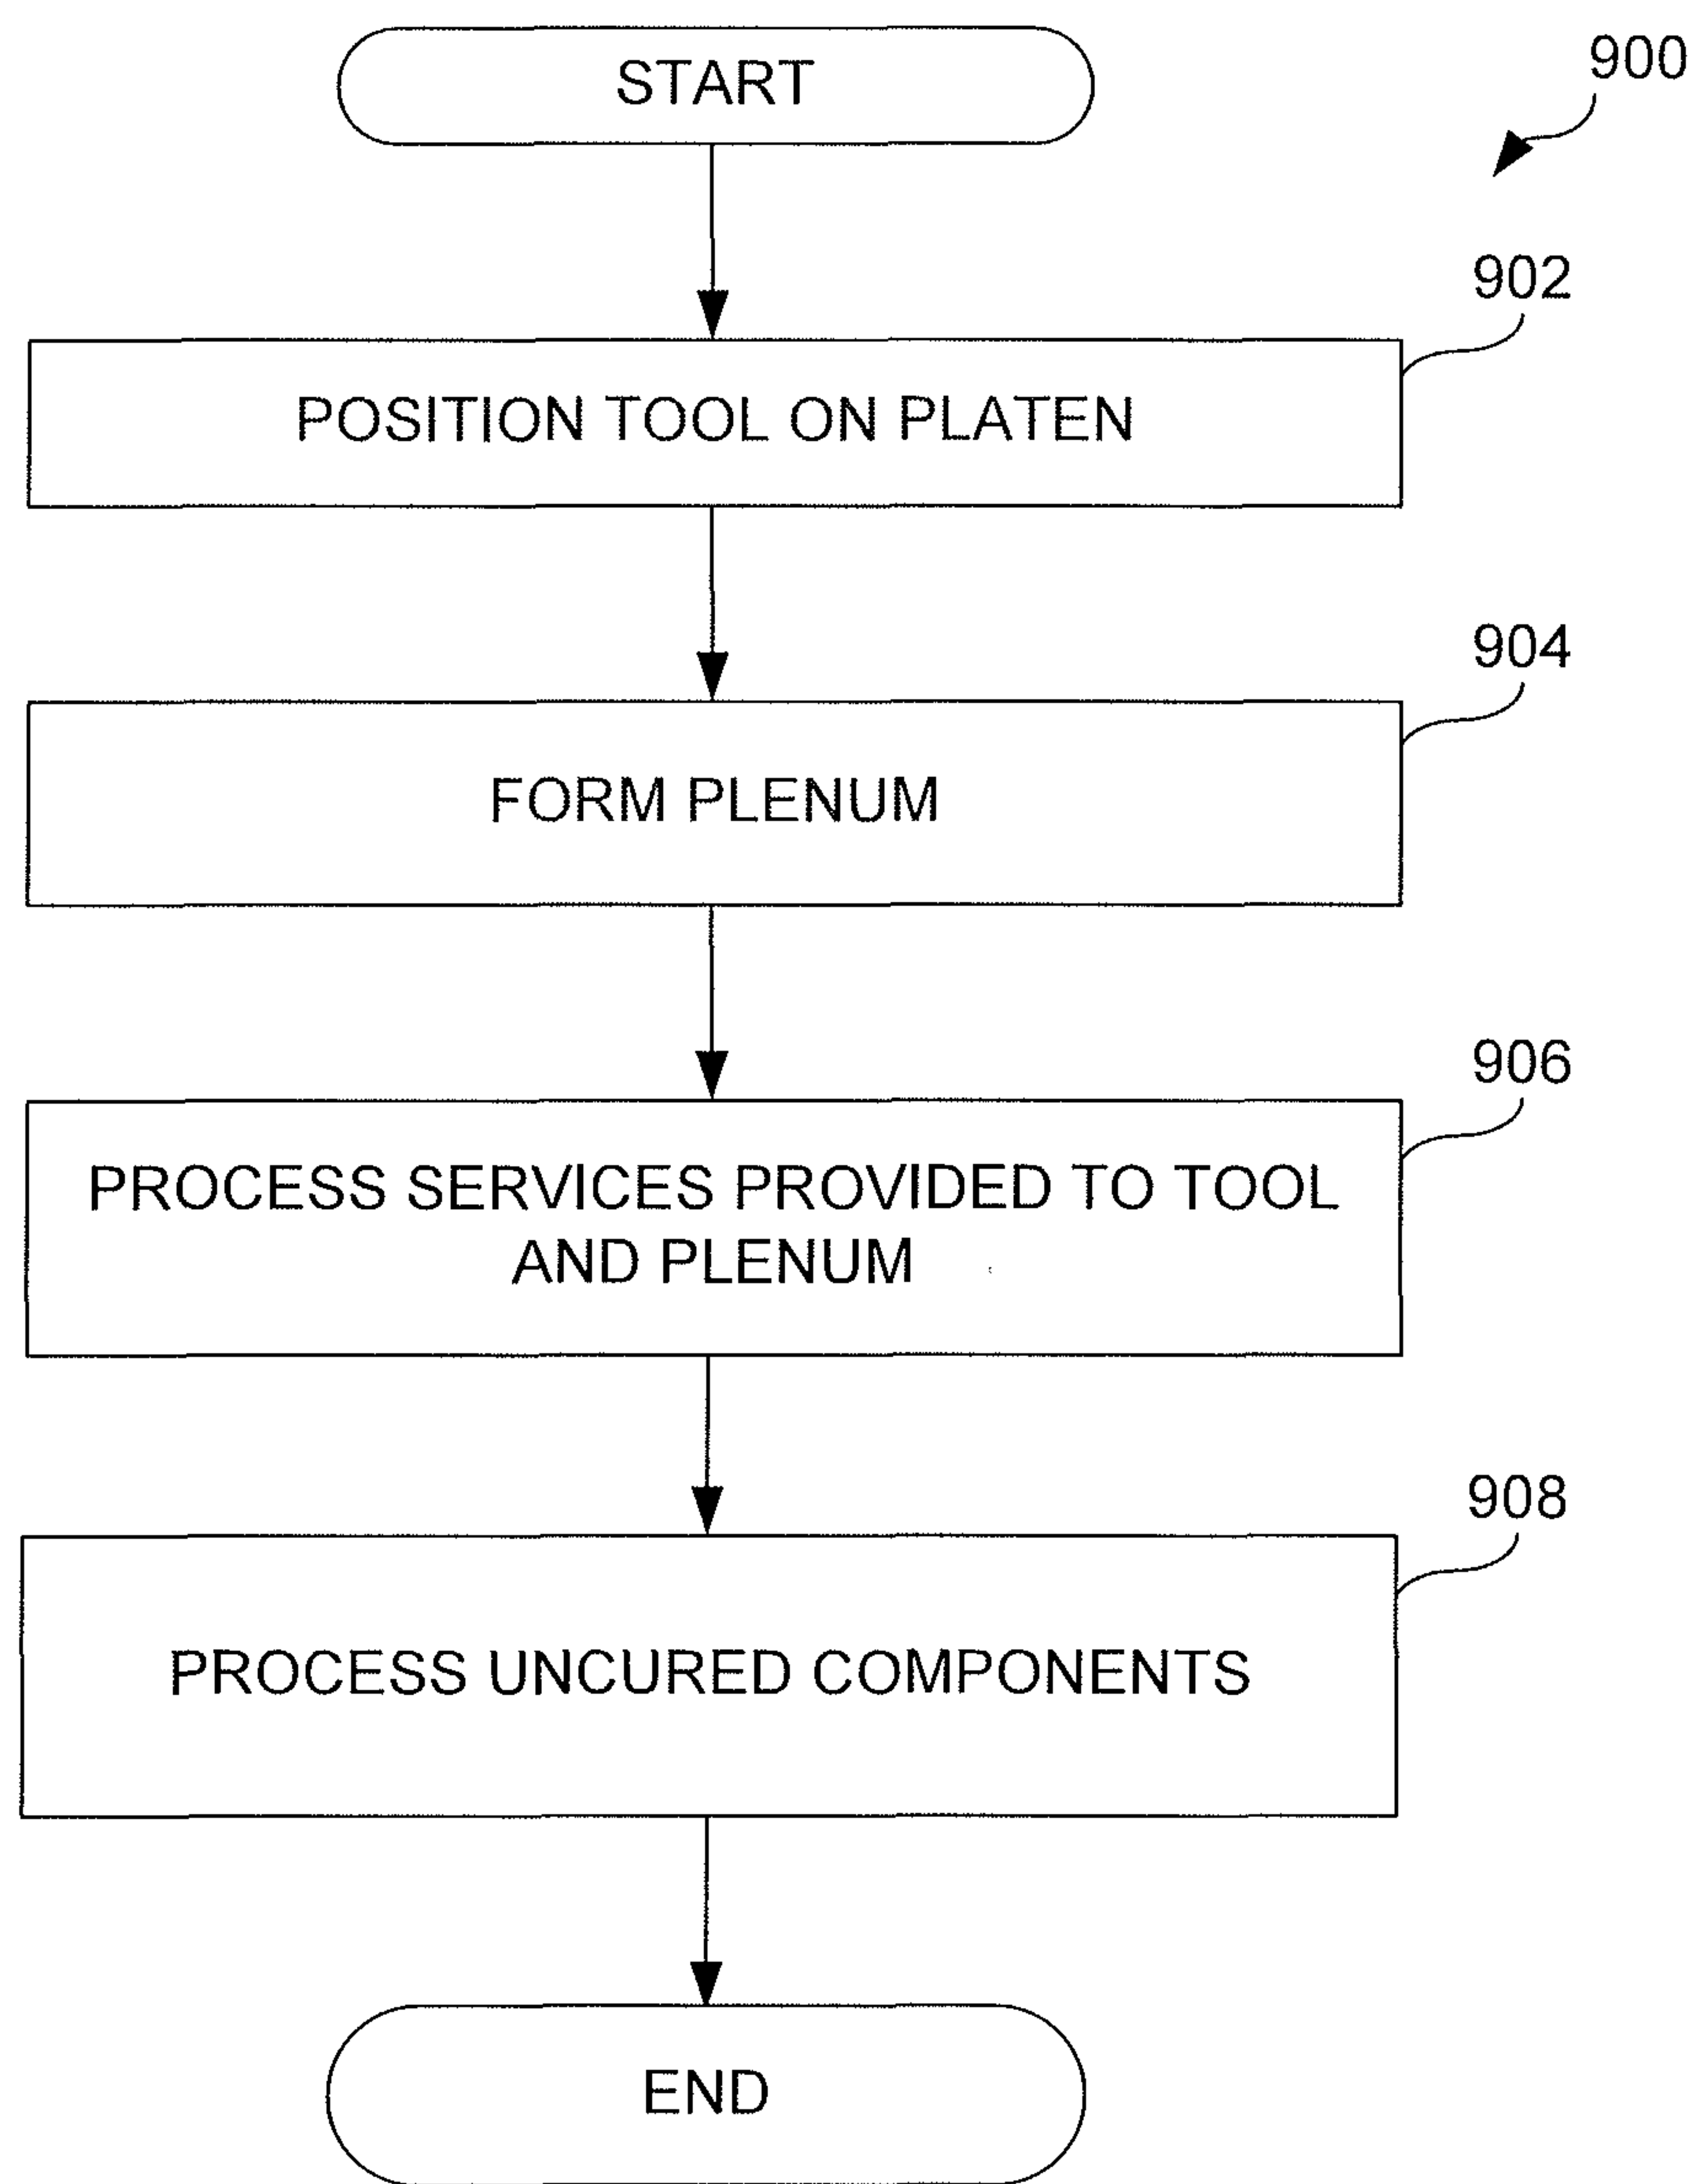 START
900
902
POSITION TOOL ON PLATEN
904
FORM PLENUM
906
PROCESS SERVICES PROVIDED TO TOOL
AND PLENUM
908
PROCESS UNCURED COMPONENTS
END